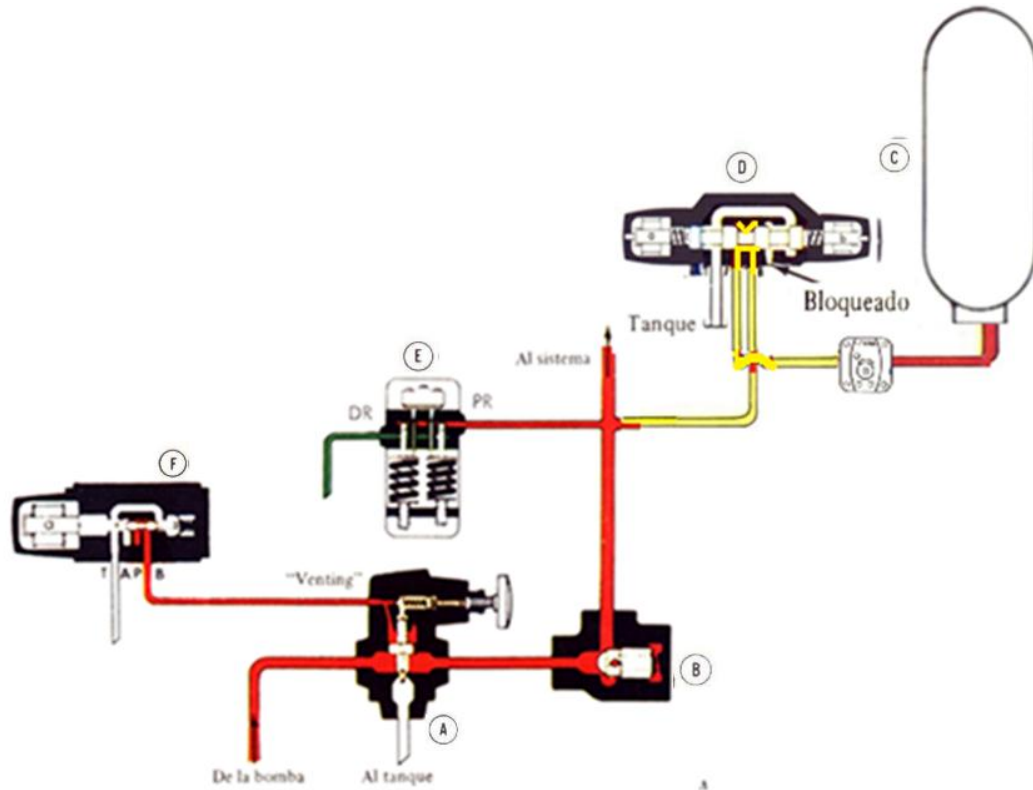 C
D
Bloqueado
Tanque
Al sistema
E
DR
PR
F
T A P B
"Venting"
B
A
De la bomba
Al tanque